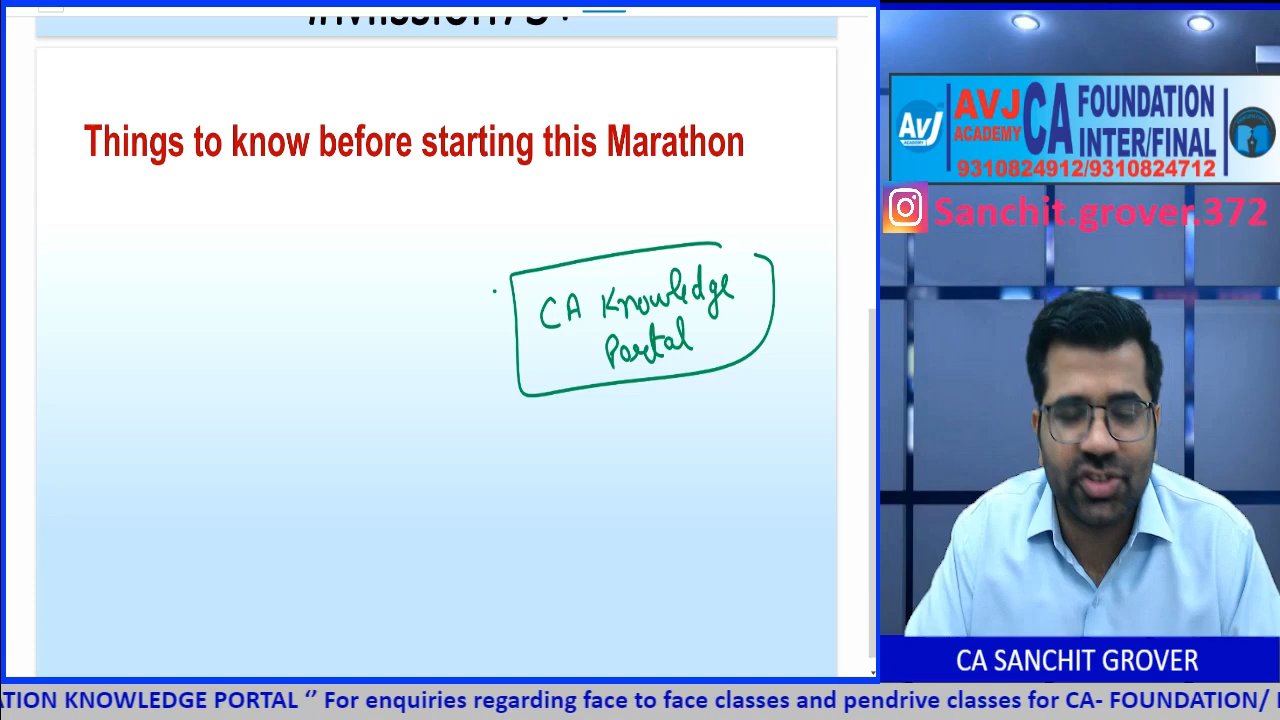 Things to know before starting this Marathon
CA Knowledge
Portal
AVJ
ACADEMY
AVJ
ACADEMY
CA
FOUNDATION
INTER/FINAL
9310824912/9310824712
Sanchit.grover.372
CA SANCHIT GROVER
ATION KNOWLEDGE PORTAL “ For enquiries regarding face to face classes and pendrive classes for CA- FOUNDATION/